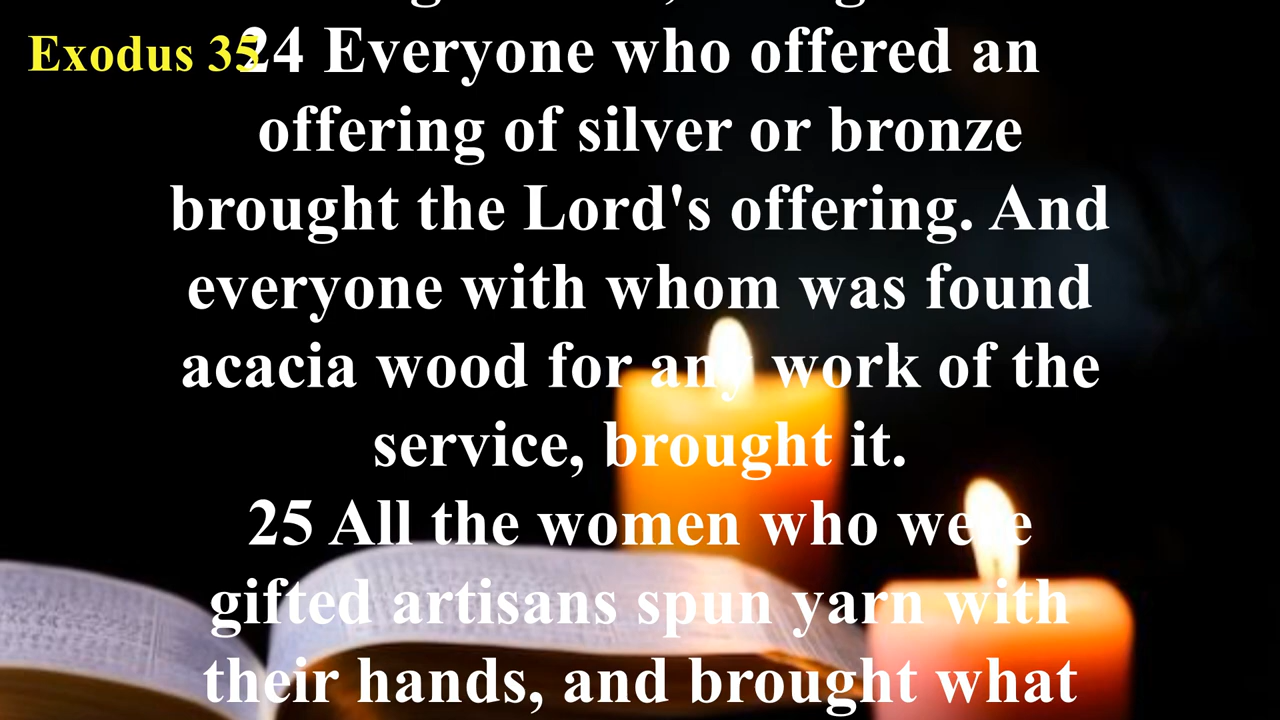 Exodus 35
24 Everyone who offered an
offering of silver or bronze
brought the Lord's offering. And
everyone with whom was found
acacia wood for any work of the
service, brought it.
25 All the women who were
gifted artisans spun yarn with
their hands, and brought what